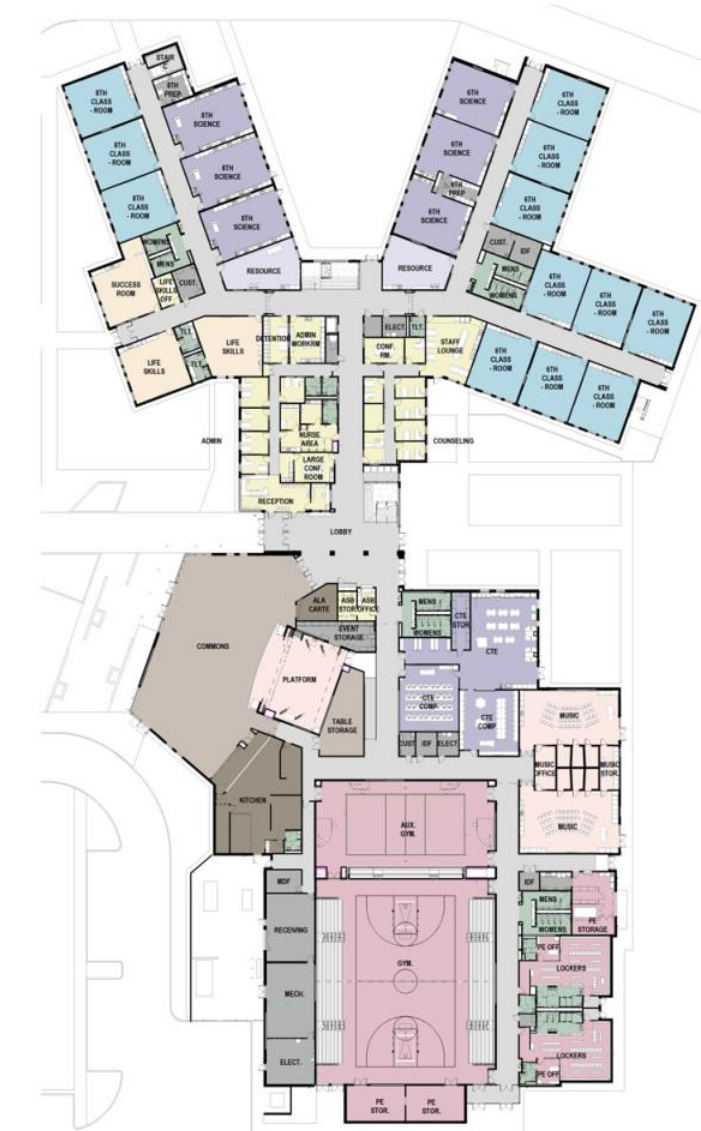 STAIR
2
8TH
PREP.
8TH
CLASS
- ROOM
8TH
SCIENCE
8TH
CLASS
- ROOM
8TH
SCIENCE
8TH
CLASS
- ROOM
8TH
SCIENCE
WOMENS
MENS
SUCCESS
ROOM
LIFE
SKILLS
OFF
CUST.
RESOURCE
6TH
SCIENCE
6TH
CLASS
- ROOM
6TH
SCIENCE
6TH
CLASS
- ROOM
6TH
PREP
6TH
SCIENCE
6TH
CLASS
- ROOM
CUST.
IDF
MENS
WOMENS
RESOURCE
6TH
CLASS
- ROOM
6TH
CLASS
- ROOM
6TH
CLASS
- ROOM
TLT.
LIFE
SKILLS
LIFE
SKILLS
TLT.
DETENTION
ADMIN
WORKRM
ELECT.
TLT.
CONF.
RM.
STAFF
LOUNGE
6TH
CLASS
- ROOM
6TH
CLASS
- ROOM
6TH
CLASS
- ROOM
ADMIN
NURSE
AREA
COUNSELING
LARGE
CONF.
ROOM
RECEPTION
LOBBY
ALA
CARTE
ASB
STOR.
ASB
OFFICE
EVENT
STORAGE
COMMONS
PLATFORM
TABLE
STORAGE
MENS
WOMENS
CTE
STOR
CTE
CTE
COMP.
CTE
COMP.
CUST
IDF
ELECT
MUSIC
MUSIC
OFFICE
MUSIC
STOR.
MUSIC
KITCHEN
AUX.
GYM.
MDF
RECEIVING
MECH.
ELECT.
GYM.
IDF
MENS
WOMENS
PE
STORAGE
PE OFF
LOCKERS
LOCKERS
PE OFF
PE
STOR.
PE
STOR.